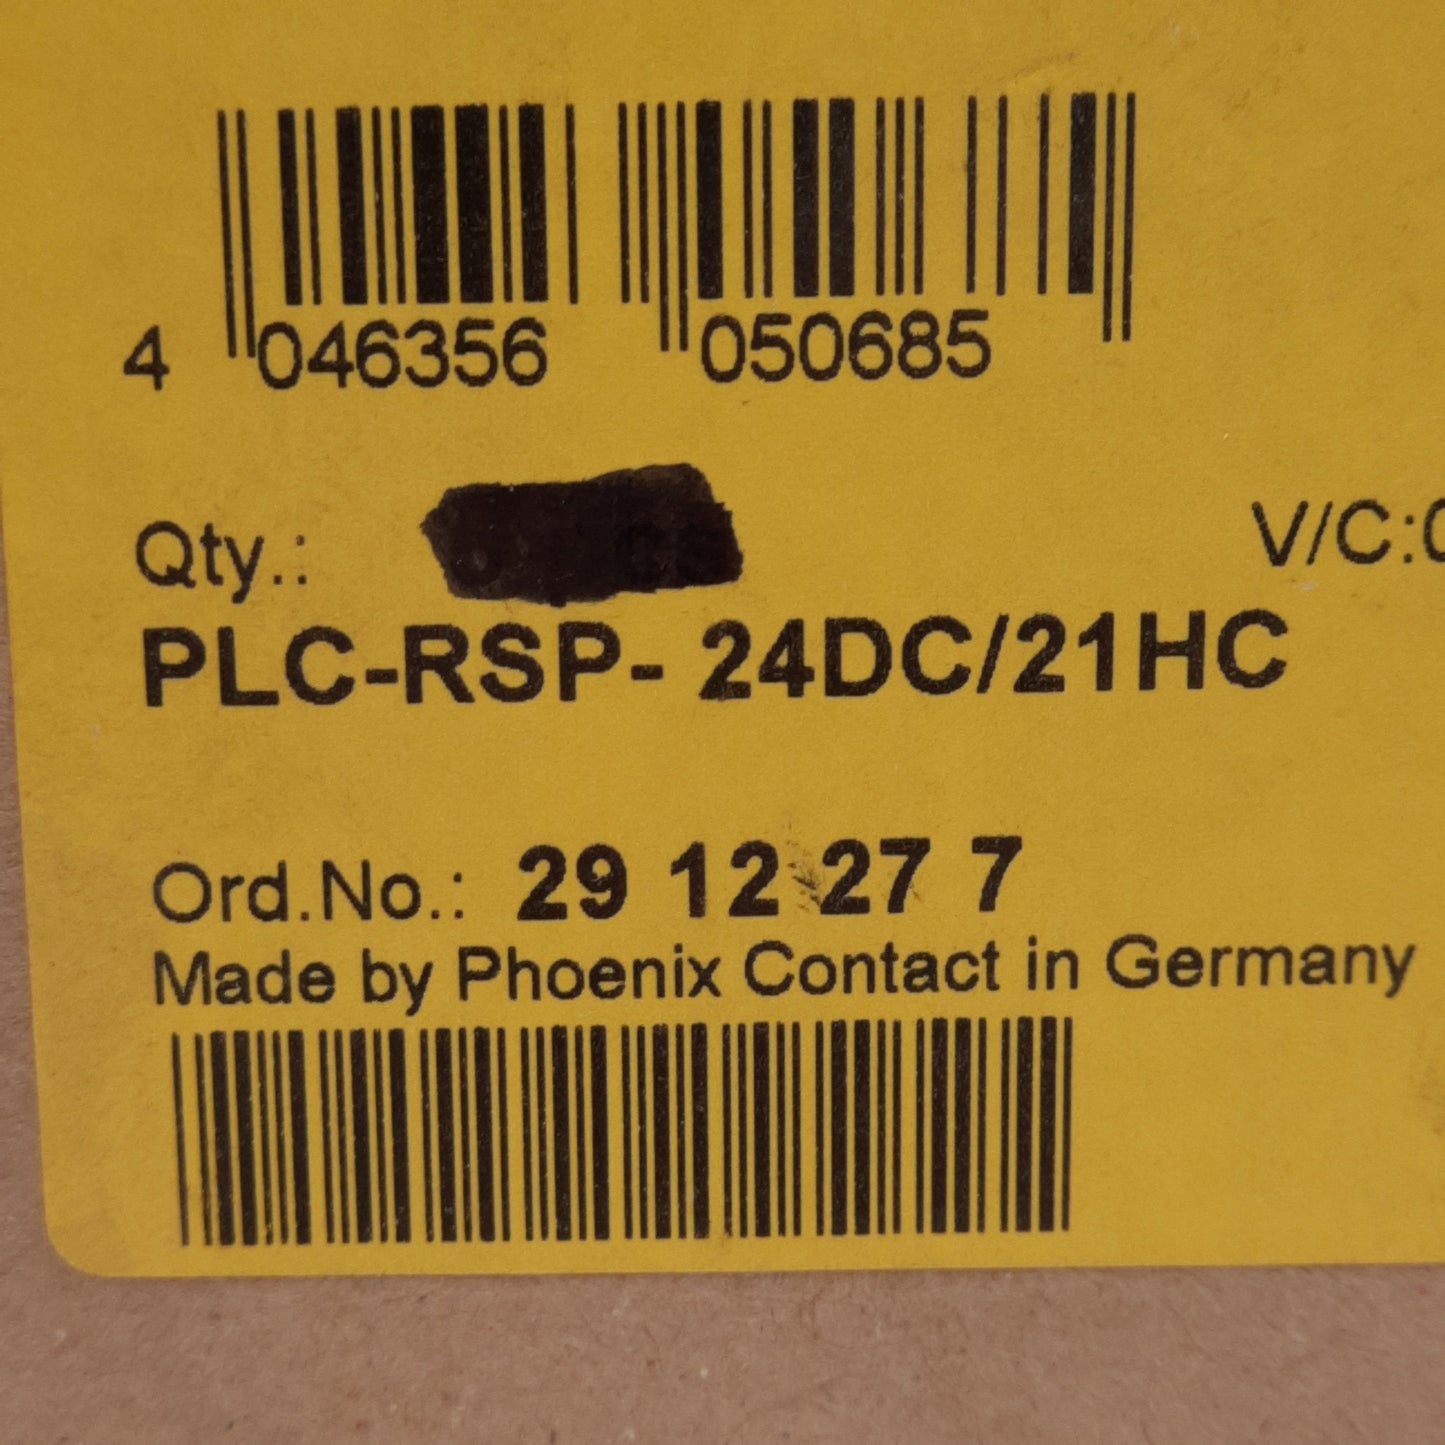 4 046356 050685
Qty.: V/C:
PLC-RSP- 24DC/21HC
Ord.No.: 29 12 27 7
Made by Phoenix Contact in Germany